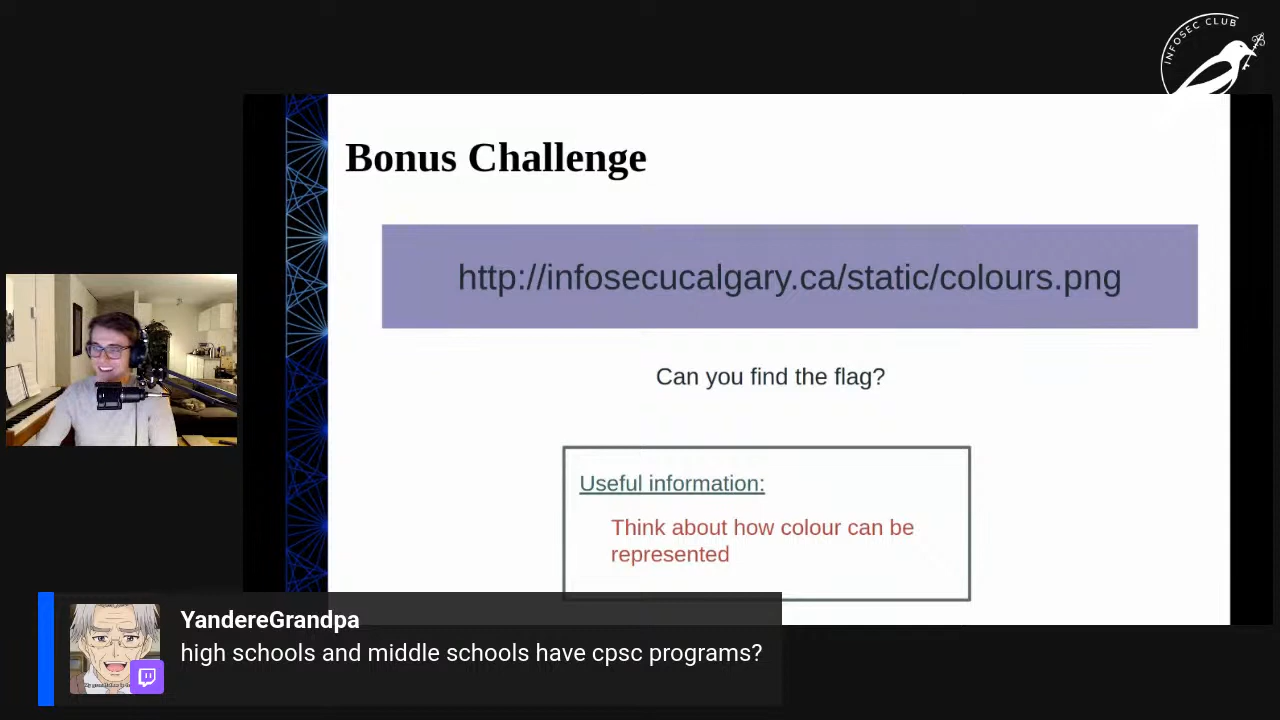 INFOSEC CLUB
Bonus Challenge
http://infosecucalgary.ca/static/colours.png
Can you find the flag?
Useful information:
Think about how colour can be
represented
YandereGrandpa
high schools and middle schools have cpsc programs?